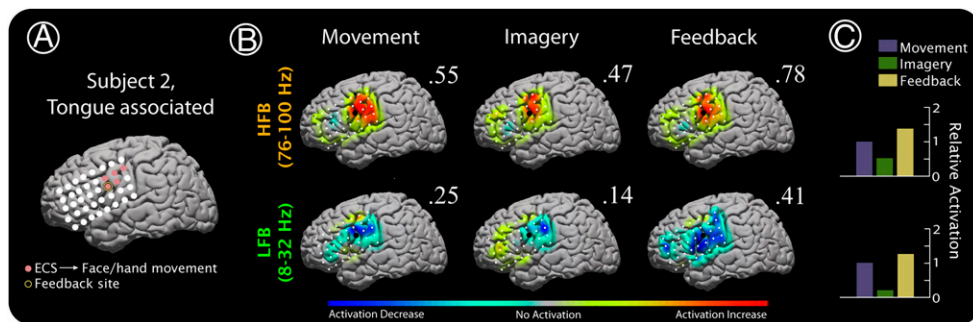 A
Subject 2,
Tongue associated
ECS → Face/hand movement
Feedback site
B
Movement Imagery Feedback
HFB
(76-100 Hz)
.55 .47 .78
LFB
(8-32 Hz)
.25 .14 .41
Activation Decrease No Activation Activation Increase
C
Movement
Imagery
Feedback
2
1
0
2
1
0
Relative Activation